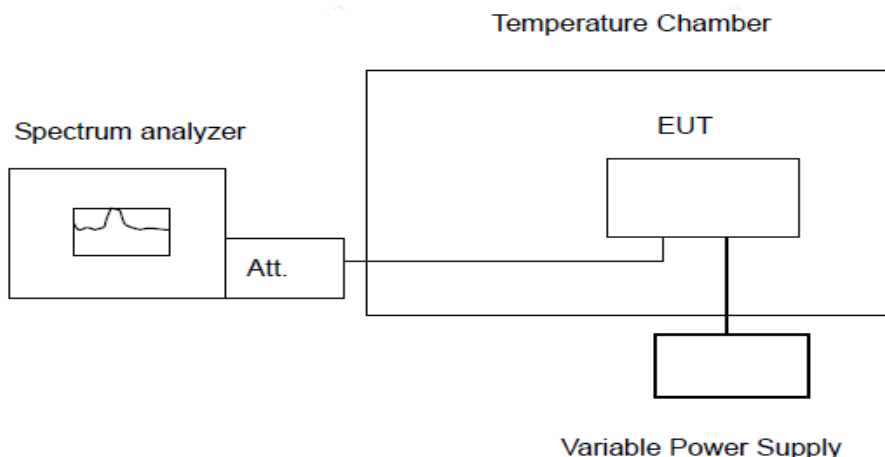 Temperature Chamber
Spectrum analyzer
EUT
Att.
Variable Power Supply